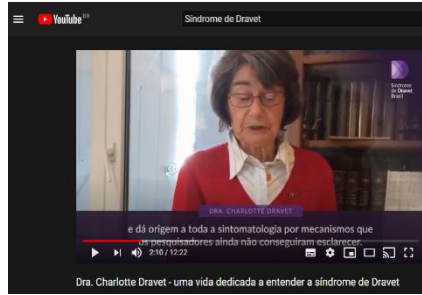 YouTube BR
Síndrome de Dravet
Síndrome
de Dravet
Brasil
DRA. CHARLOTTE DRAVET
e dá origem a toda a sintomatologia por mecanismos que
os pesquisadores ainda não conseguiram esclarecer.
2:10 / 12:22
Dra. Charlotte Dravet - uma vida dedicada a entender a síndrome de Dravet